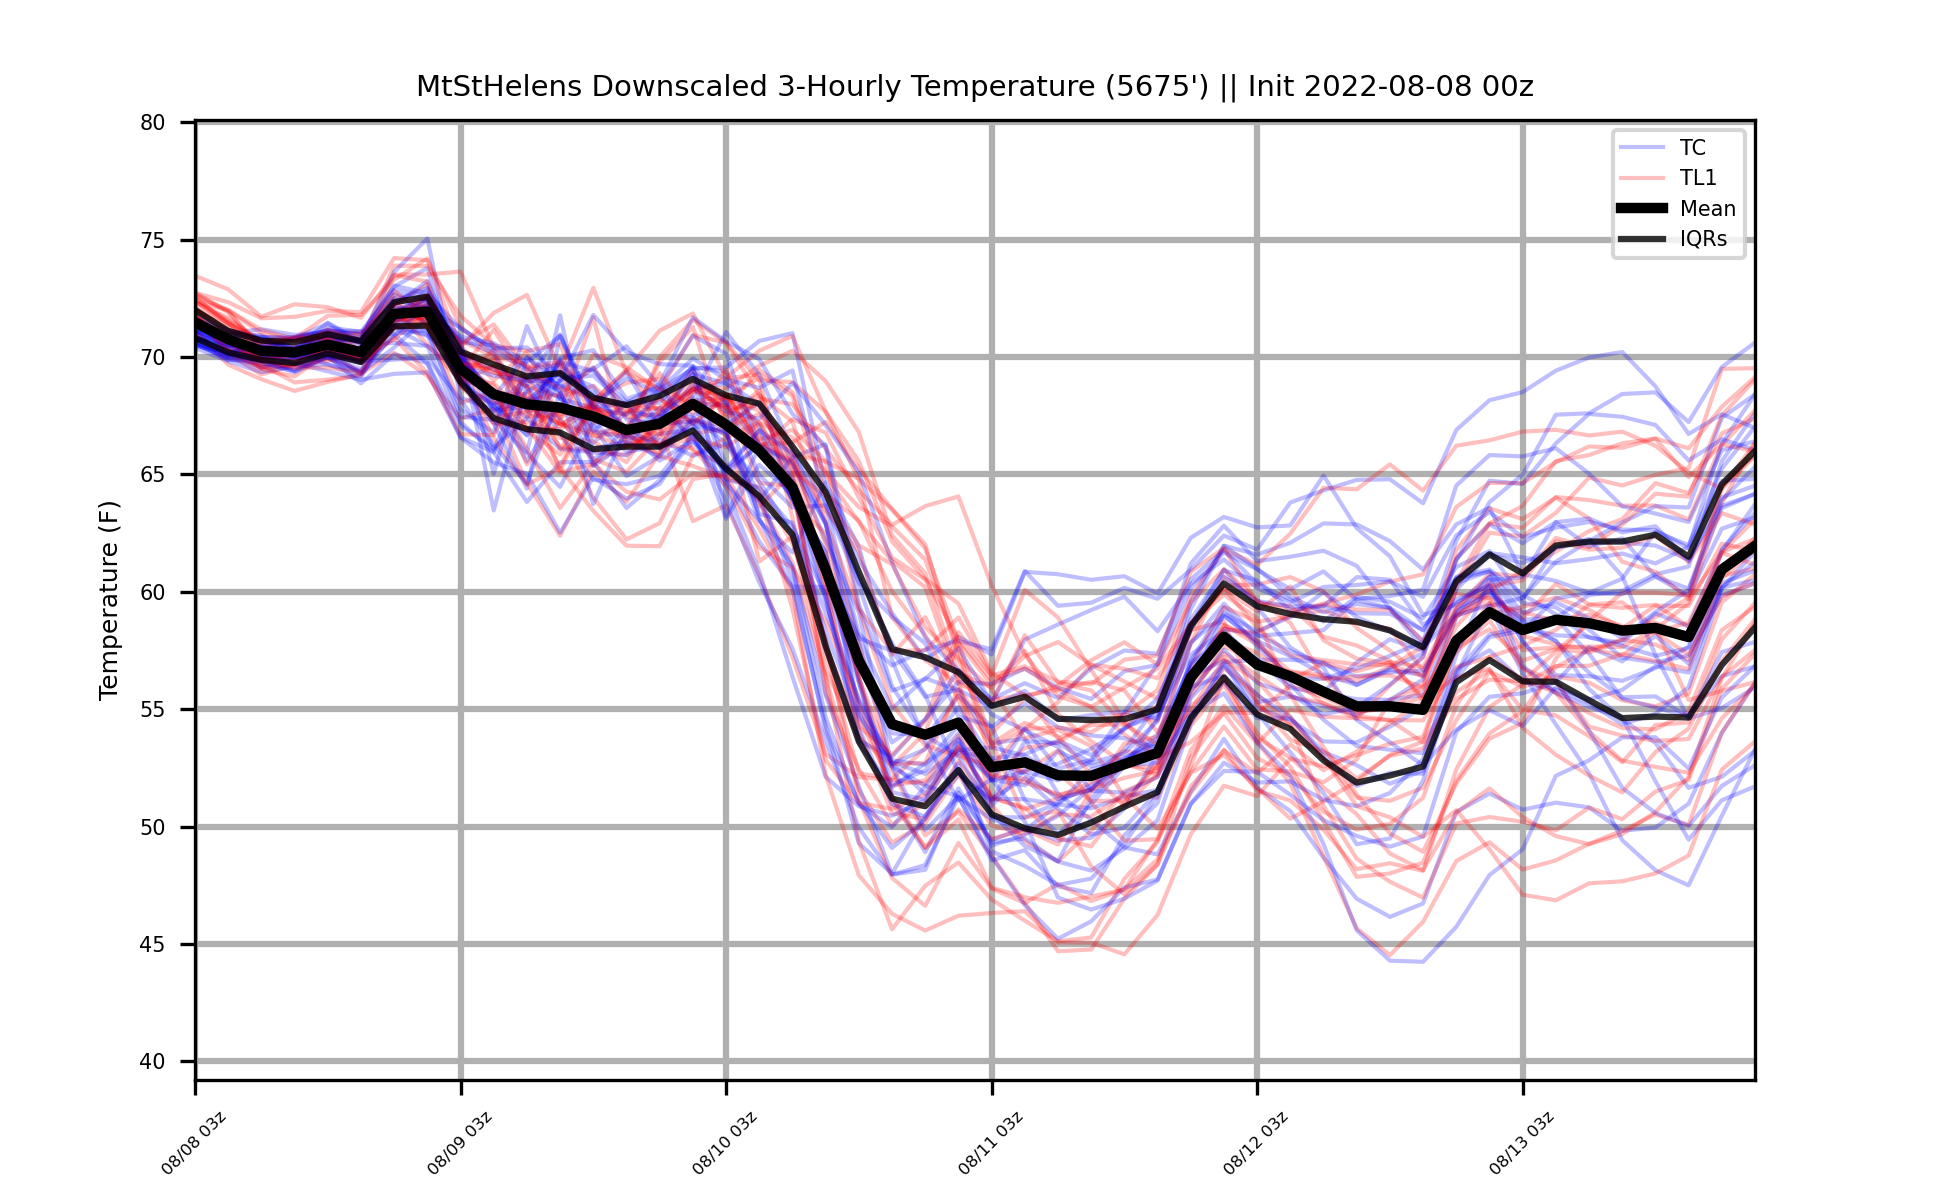 MtStHelens Downscaled 3-Hourly Temperature (5675') || Init 2022-08-08 00z
TC
TL1
Mean
IQRs
Temperature (F)
80
75
70
65
60
55
50
45
40
08/08 03z
08/09 03z
08/10 03z
08/11 03z
08/12 03z
08/13 03z